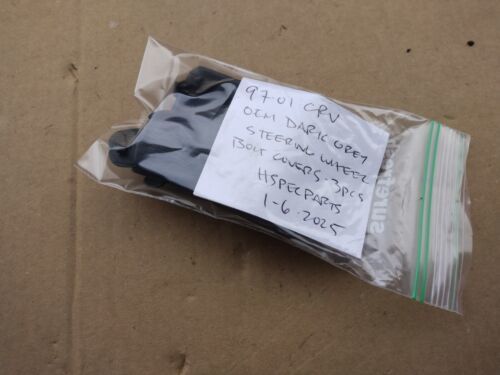 97-01 CRV
OEM DARK GREY
STEERING WHEEL
BOLT COVERS. 3PCS
HSPECPARTS
1-6.2025